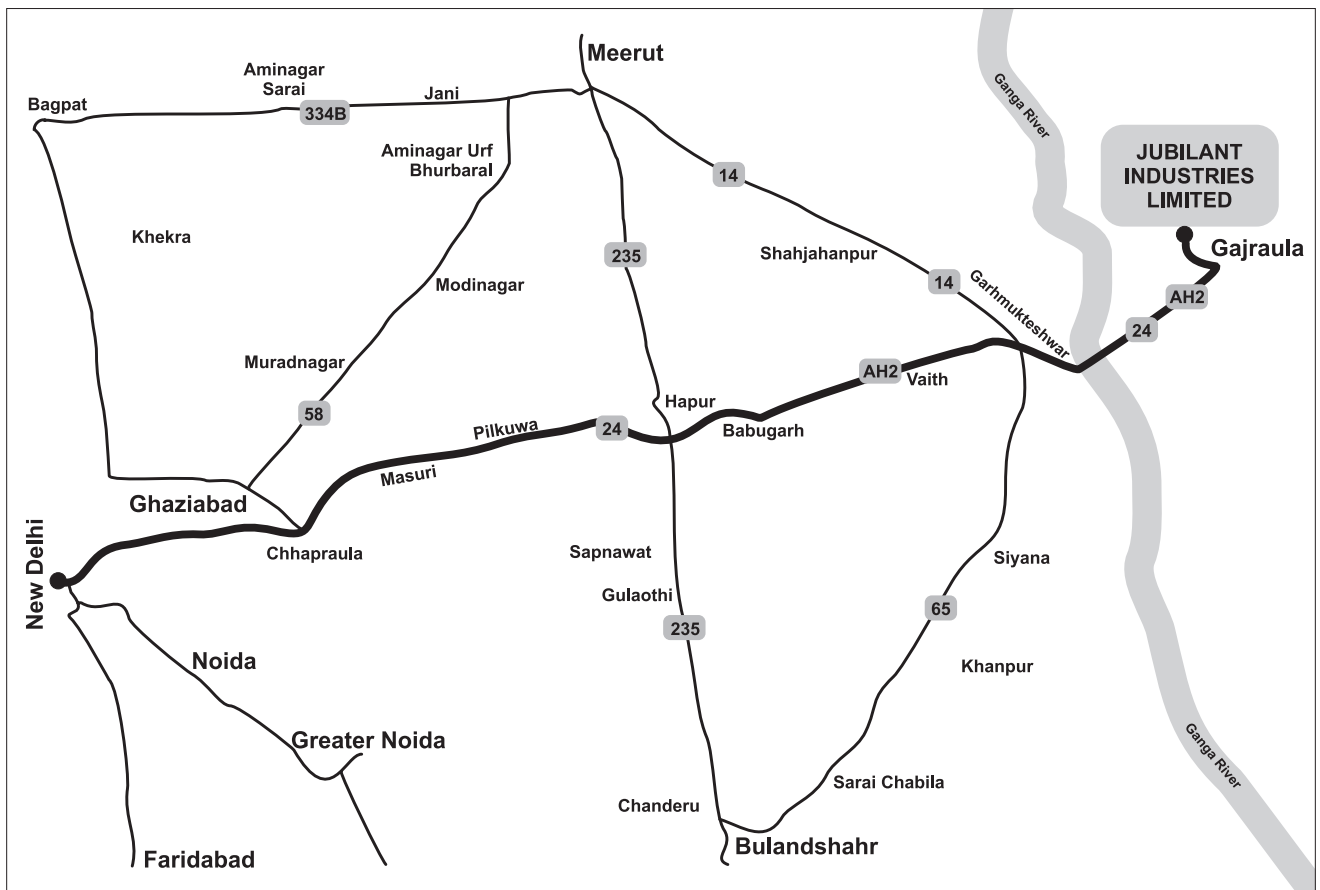 Meerut
Aminagar
Sarai
Jani
Bagpat
334B
Ganga River
JUBILANT
INDUSTRIES
LIMITED
Aminagar Urf
Bhurbaral
14
Khekra
235
Shahjahanpur
Gajraula
Modinagar
14
Garhmukteshwar
AH2
24
Muradnagar
AH2
Vaith
58
Hapur
Pilkuwa
24
Babugarh
Masuri
Ghaziabad
New Delhi
Chhapraula
Sapnawat
Siyana
Gulaothi
65
235
Noida
Khanpur
Greater Noida
Ganga River
Sarai Chabila
Chanderu
Faridabad
Bulandshahr